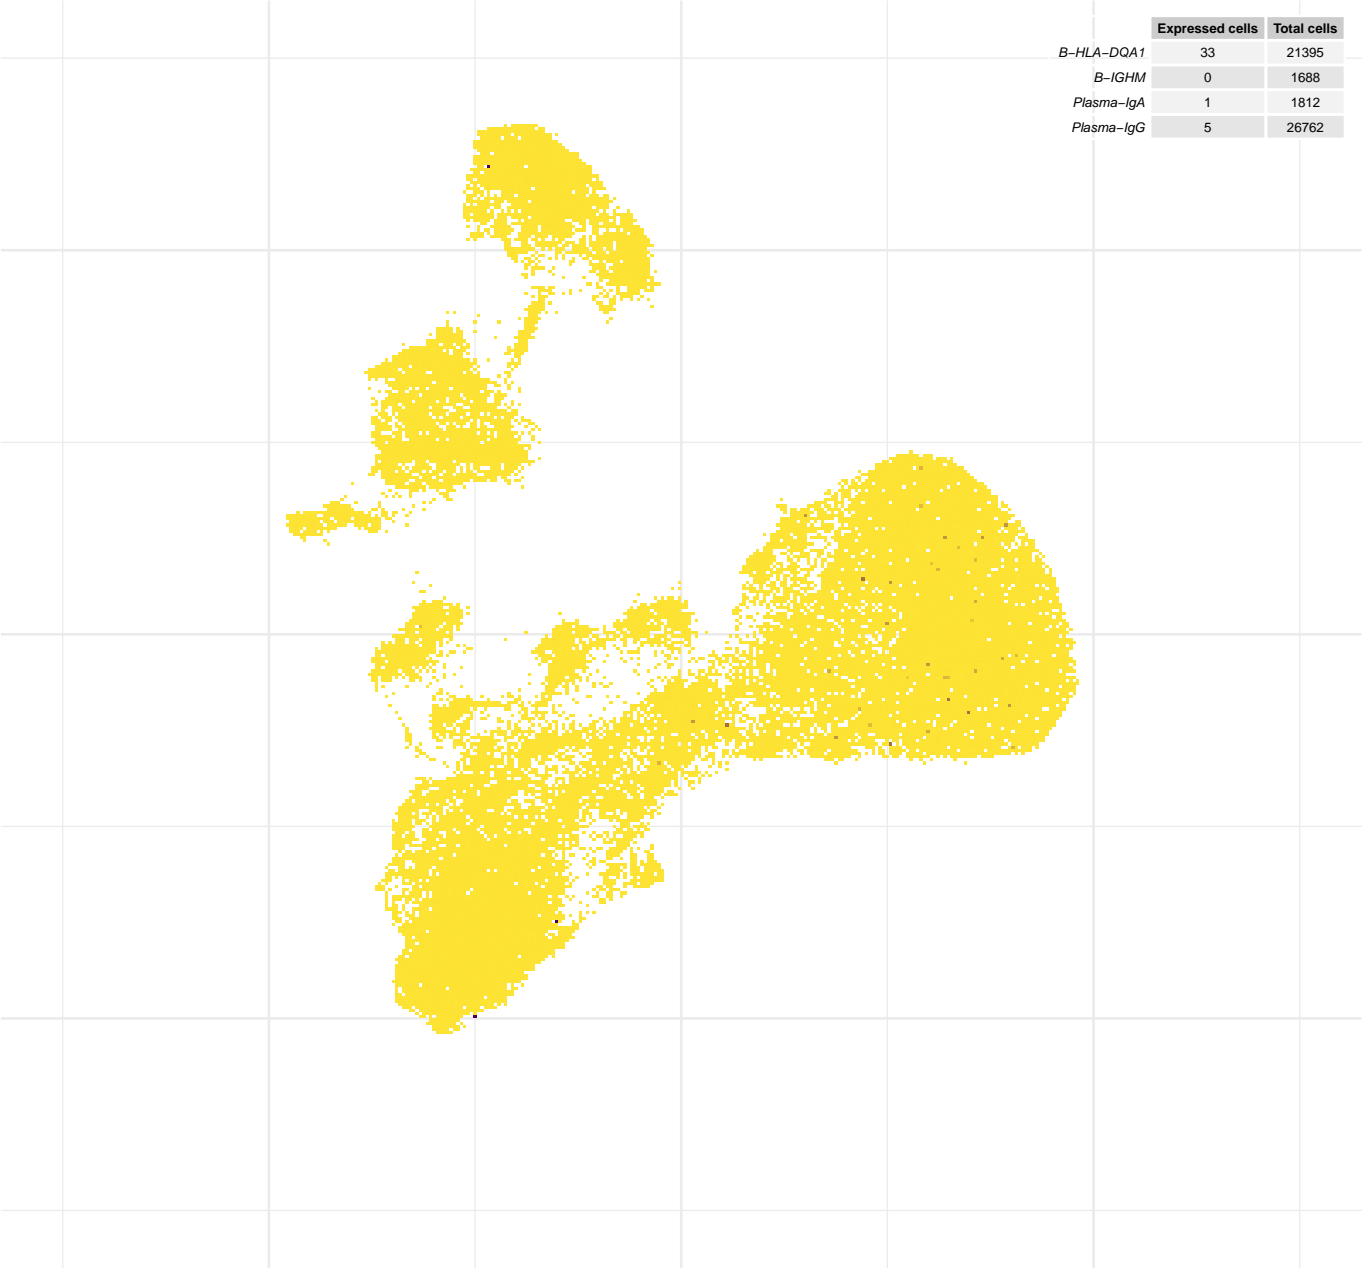 Expressed cells Total cells
B−HLA−DQA1 33 21395
B−IGHM 0 1688
Plasma−IgA 1 1812
Plasma−IgG 5 26762